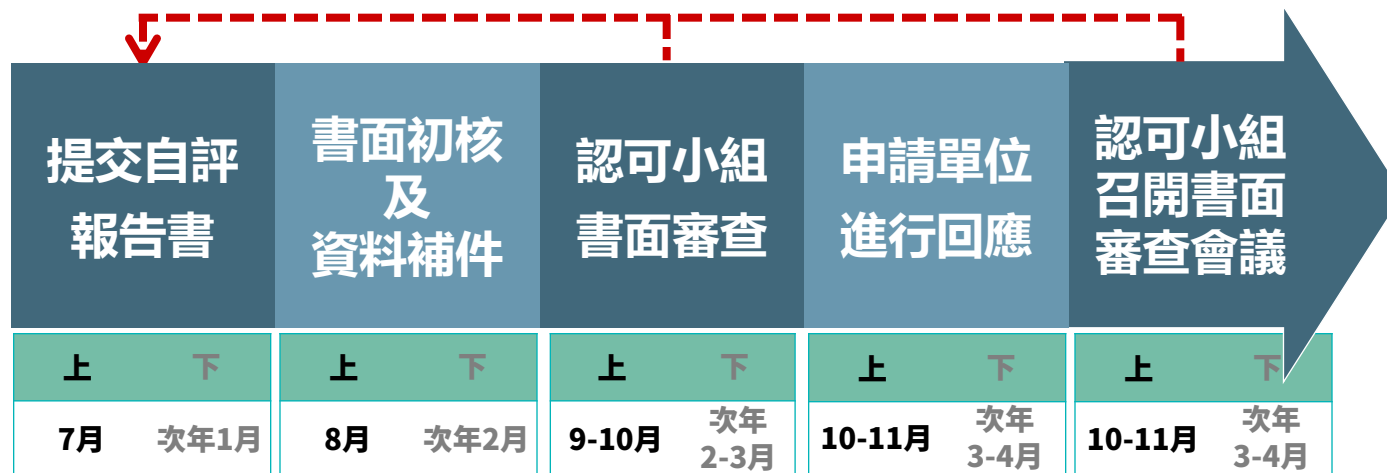 提交自評
報告書
書面初核
及
資料補件
認可小組
書面審查
申請單位
進行回應
認可小組
召開書面
審查會議
上 下
7月 次年1月
上 下
8月 次年2月
上 下
9-10月 次年
2-3月
上 下
10-11月 次年
3-4月
上 下
10-11月 次年
3-4月